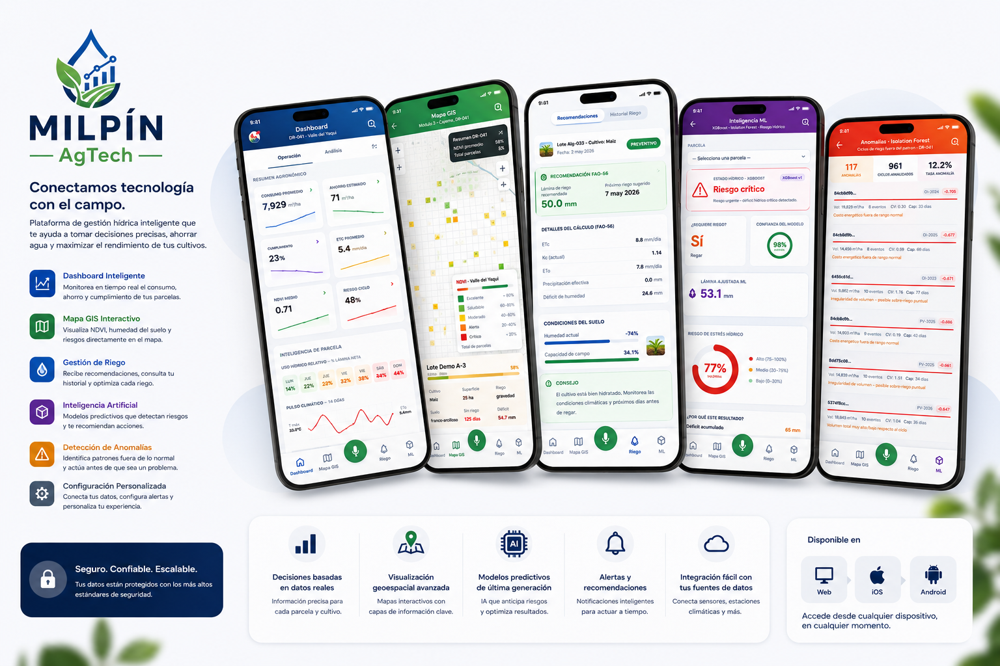 MILPÍN
AgTech
Conectamos tecnología
con el campo.
Plataforma de gestión hídrica inteligente que
te ayuda a tomar decisiones precisas, ahorrar
agua y maximizar el rendimiento de tus cultivos.
Dashboard Inteligente
Monitorea en tiempo real el consumo,
ahorro y cumplimiento de tus parcelas.
Mapa GIS Interactivo
Visualiza NDVI, humedad del suelo y
riesgos directamente en el mapa.
Gestión de Riego
Recibe recomendaciones, consulta tu
historial y optimiza cada riego.
Inteligencia Artificial
Modelos predictivos que detectan riesgos
y te recomiendan acciones.
Detección de Anomalías
Identifica patrones fuera de lo normal
y actúa antes de que sea un problema.
Configuración Personalizada
Conecta tus datos, configura alertas y
personaliza tu experiencia.
Seguro. Confiable. Escalable.
Tus datos están protegidos con los más altos
estándares de seguridad.
Dashboard
DR-041 - Valle del Yaqui
Operación
Análisis
RESUMEN AGRONÓMICO
CONSUMO PROMEDIO
7,929 m³/ha
AHORRO ESTIMADO
71 m³/ha
CUMPLIMIENTO
23%
ETC PROMEDIO
5.4 mm/día
NDVI MEDIO
0.71
RIESGO CICLO
48%
INTELIGENCIA DE PARCELA
USO HÍDRICO RELATIVO – % LÁMINA NETA
LUN JUE JUE VIE VIE SÁB DOM
14% 22% 28% 32% 38% 34% 44%
PULSO CLIMÁTICO – 14 DÍAS
T máx
33.0°C
ETo
5.4mm
Dashboard Mapa GIS Riego ML
Mapa GIS
Módulo 3 - Cajeme, DR-041
Resumen DR-041
NDVI promedio 58%
Total parcelas 8%
NDVI - Valle del Yaqui
Excelente + 80%
Saludable 60-80%
Moderado 40-60%
Alerta 20-40%
Crítico - 20%
Total de parcelas
Lote Demo A-3
58%
Cultivo Superficie Riego
Maíz 25 ha gravedad
Suelo Sin riego Déficit
franco-arcilloso 125 días 54.7 mm
Mapa GIS Riego ML
Recomendaciones Historial Riego
Lote Alg-033 - Cultivo: Maíz
Fecha: 2 may 2026
PREVENTIVO
RECOMENDACIÓN FAO-56
Lámina de riego
recomendada
50.0 mm
Próximo riego sugerido
7 may 2026
DETALLES DEL CÁLCULO (FAO-56)
ETc 8.8 mm/día
Kc (actual) 1.14
ETo 7.8 mm/día
Precipitación efectiva 0.0 mm
Déficit de humedad 24.6 mm
CONDICIONES DEL SUELO
Humedad actual -74%
Capacidad de campo 34.1%
CONSEJO
El cultivo está bien hidratado. Monitorea las
condiciones climáticas y próximos días antes
de regar.
Dashboard Mapa GIS Riego ML
Inteligencia ML
XGBoost - Isolation Forest - Riesgo Hídrico
PARCELA
— Selecciona una parcela —
ESTADO HÍDRICO - XGBOOST
XGBoost v1
Riesgo crítico
Riesgo urgente - déficit hídrico crítico detectado.
¿REQUIERE RIEGO?
Sí
Regar
CONFIANZA DEL MODELO
98%
LÁMINA AJUSTADA ML
53.1 mm
RIESGO DE ESTRÉS HÍDRICO
77%
Alto (75–100%)
Medio (30–75%)
Bajo (0–30%)
¿POR QUÉ ESTE RESULTADO?
Déficit acumulado 65 mm
Mapa GIS Riego ML
Anomalías - Isolation Forest
Ciclos de riego fuera del patrón - DR-041
117
ANOMALÍAS
961
CICLOS ANALIZADOS
12.2%
TASA ANOMALÍA
84cb8d9b... OI-2024 -0.705
Vol: 19,829 m³/ha 8 eventos CV: 0.30 Cap: 33 días
Costo energético fuera de rango normal
84cb8d9b... OI-2025 -0.677
Vol: 14,456 m³/ha 8 eventos CV: 0.59 Cap: 66 días
Costo energético fuera de rango normal
6456c61d... OI-2023 -0.671
Vol: 9,862 m³/ha 10 eventos CV: 1.76 Cap: 77 días
Irregularidad de volumen – posible sobre-riego puntual
84cb8d9b... PV-2025 -0.666
Vol: 14,803 m³/ha 9 eventos CV: 0.79 Cap: 42 días
Costo energético fuera de rango normal
8dd75c08... PV-2025 -0.661
Vol: 14,829 m³/ha 10 eventos CV: 1.51 Cap: 34 días
Irregularidad de volumen – posible sobre-riego puntual
5374f8cc... PV-2026 -0.647
Vol: 18,843 m³/ha 10 eventos CV: 1.04 Cap: 36 días
Volumen total muy alto/bajo respecto al ciclo
Dashboard Mapa GIS Riego ML
Decisiones basadas
en datos reales
Información precisa para
cada parcela y cultivo.
Visualización
geoespacial avanzada
Mapas interactivos con
capas de información clave.
AI
Modelos predictivos
de última generación
IA que anticipa riesgos
y optimiza resultados.
Alertas y
recomendaciones
Notificaciones inteligentes
para actuar a tiempo.
Integración fácil con
tus fuentes de datos
Conecta sensores, estaciones
climáticas y más.
Disponible en
Web iOS Android
Accede desde cualquier dispositivo,
en cualquier momento.